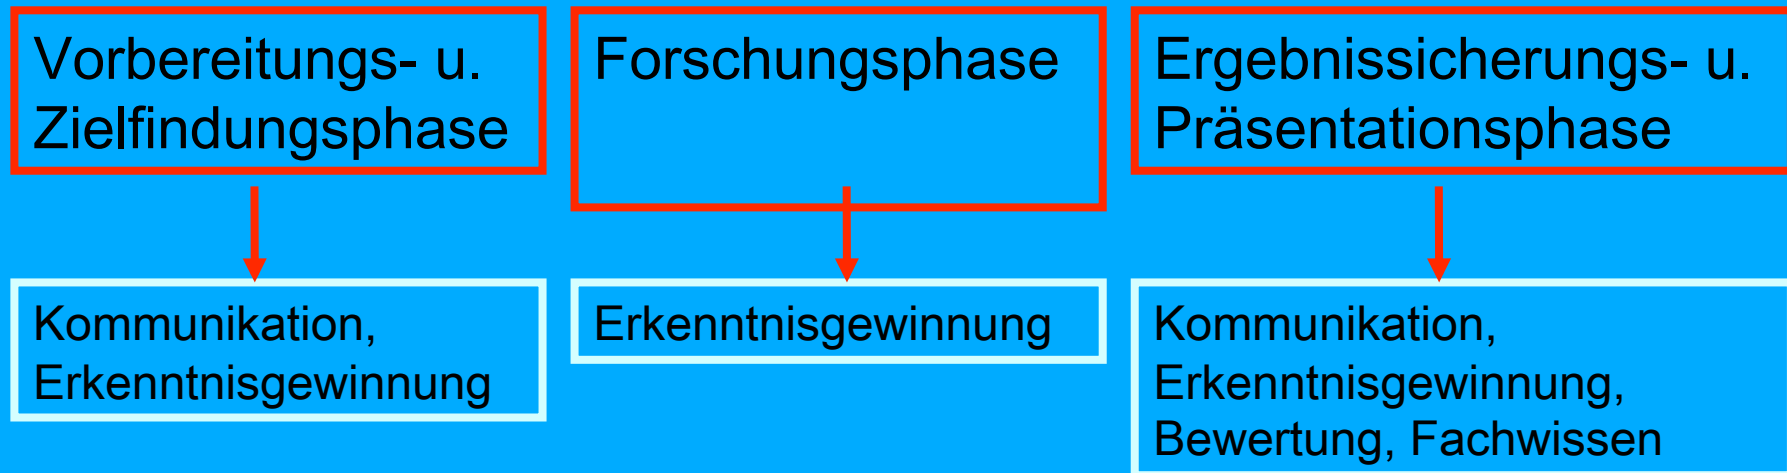 Vorbereitungs- u.
Zielfindungsphase
Forschungsphase
Ergebnissicherungs- u.
Präsentationsphase
Kommunikation,
Erkenntnisgewinnung
Erkenntnisgewinnung
Kommunikation,
Erkenntnisgewinnung,
Bewertung, Fachwissen